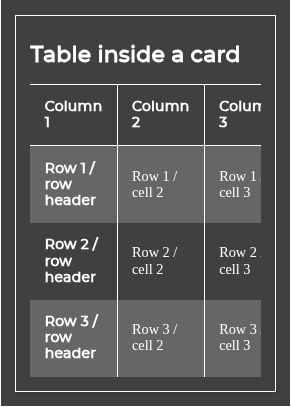 Table inside a card
Column Column Colum
1 2 3
Row 1 /
row
header
Row 1 /
cell 2
Row 1
cell 3
Row 2 /
row
header
Row 2 /
cell 2
Row 2
cell 3
Row 3 /
row
header
Row 3 /
cell 2
Row 3
cell 3